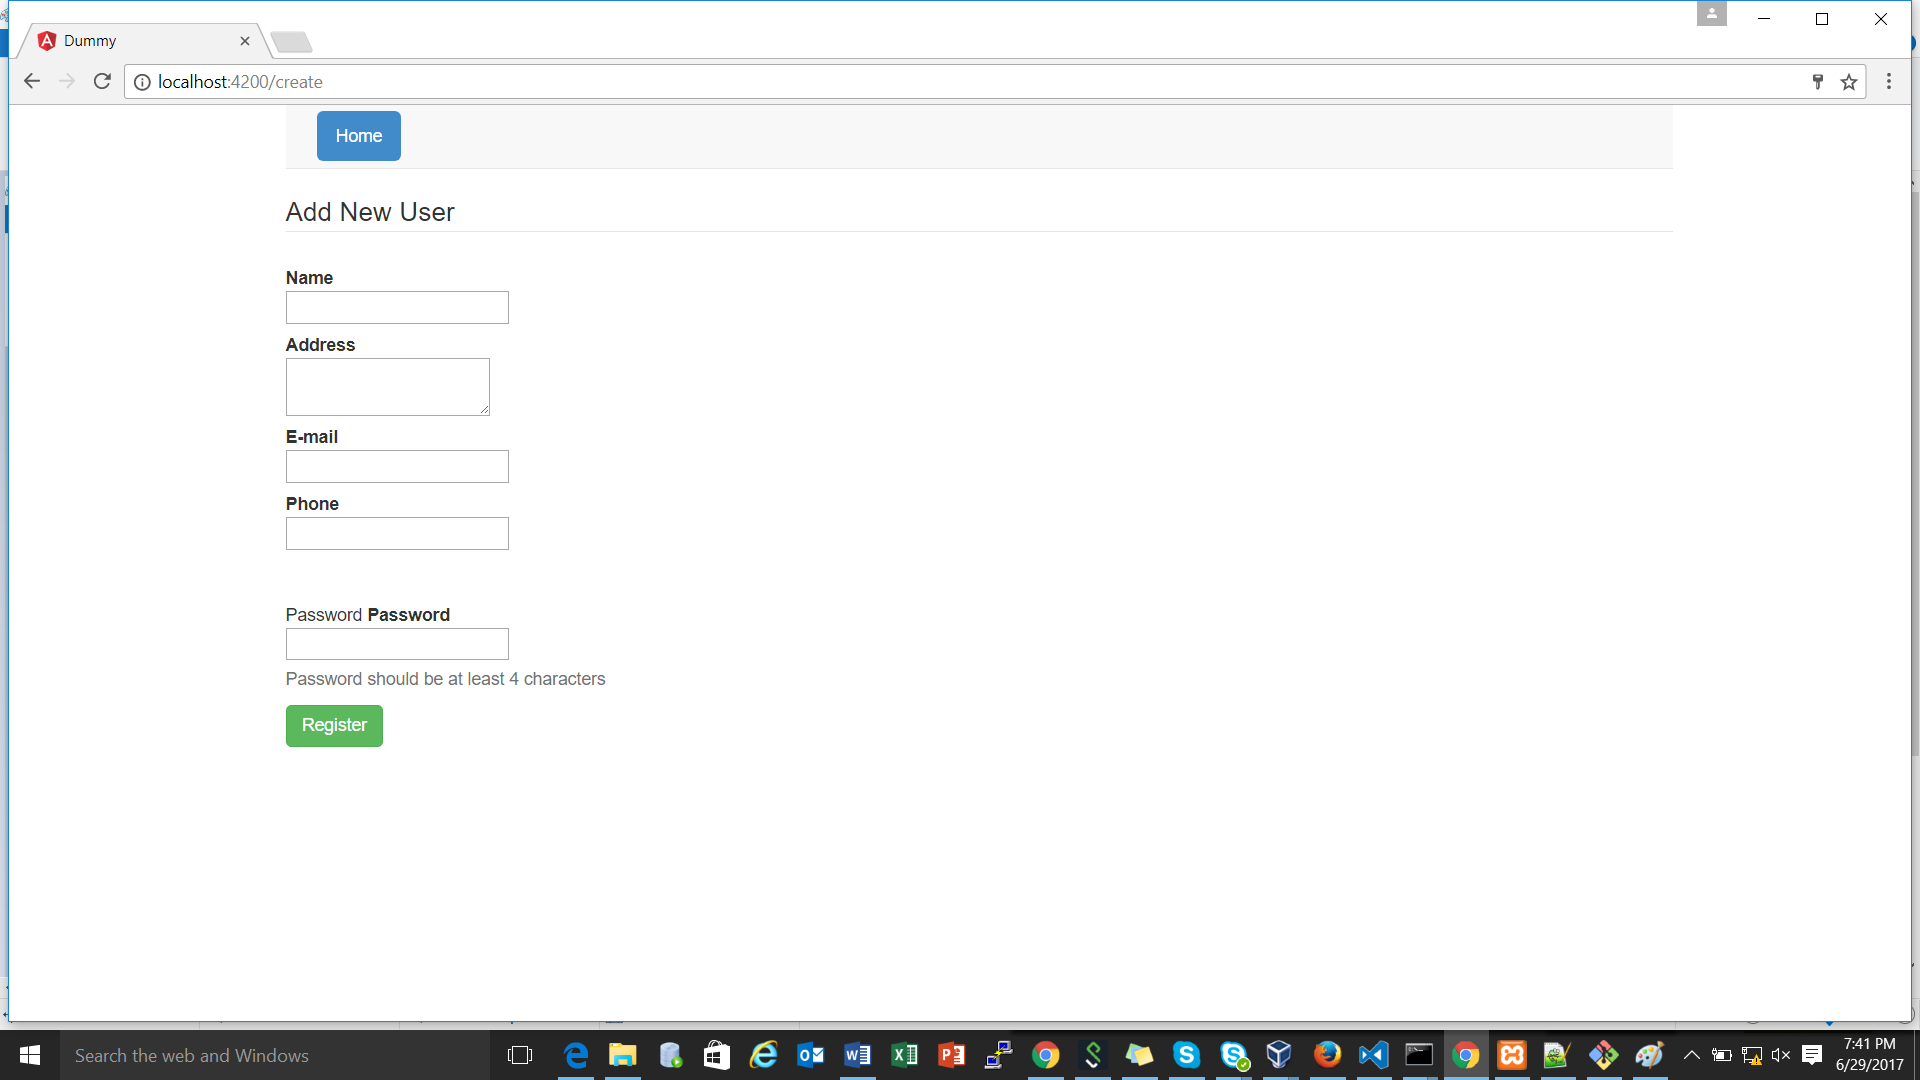 Dummy
localhost:4200/create
Home
Add New User
Name
Address
E-mail
Phone
Password Password
Password should be at least 4 characters
Register
Search the web and Windows
7:41 PM
6/29/2017